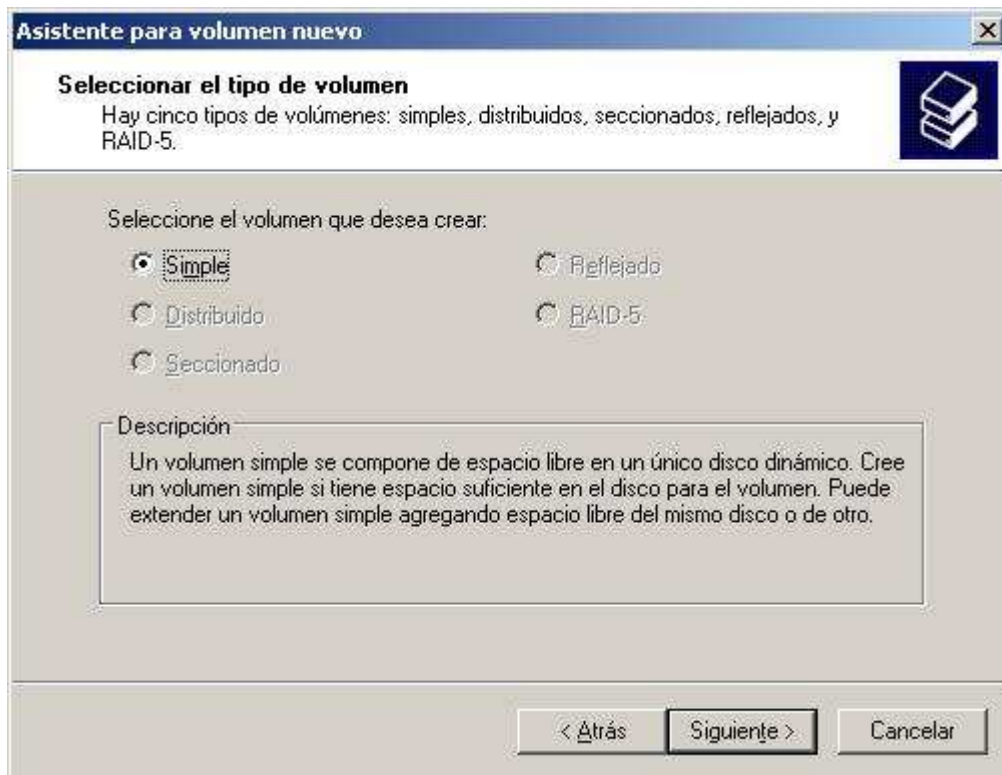 Asistente para volumen nuevo
Seleccionar el tipo de volumen
Hay cinco tipos de volúmenes: simples, distribuidos, seccionados, reflejados, y
RAID-5.
Seleccione el volumen que desea crear:
Simple
Reflejado
Distribuido
RAID-5
Seccionado
Descripción
Un volumen simple se compone de espacio libre en un único disco dinámico. Cree
un volumen simple si tiene espacio suficiente en el disco para el volumen. Puede
extender un volumen simple agregando espacio libre del mismo disco o de otro.
< Atrás
Siguiente >
Cancelar